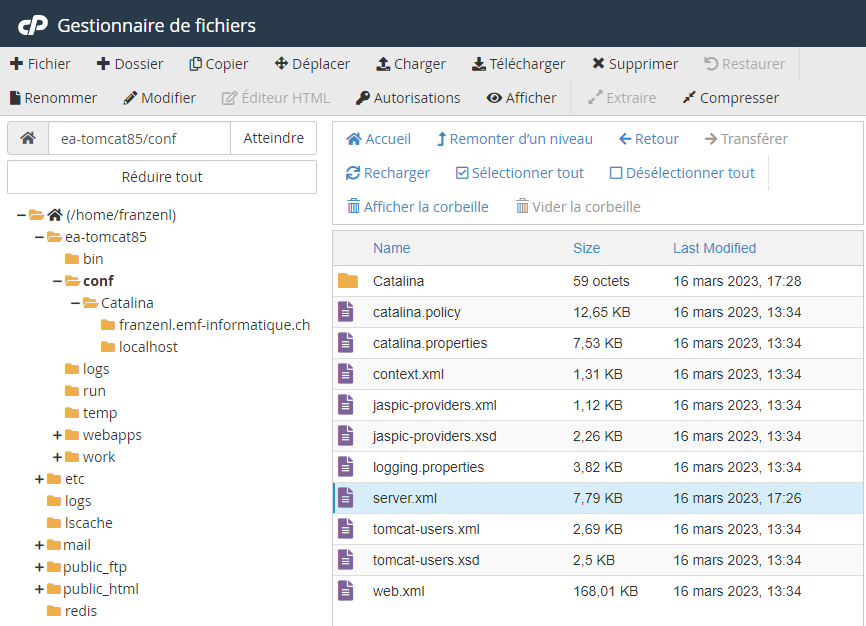 cP Gestionnaire de fichiers
Fichier Dossier Copier Déplacer Charger Télécharger Supprimer Restaurer
Renommer Modifier Éditeur HTML Autorisations Afficher Extraire Compresser
ea-tomcat85/conf Atteindre
Réduire tout
(/home/franzenl)
ea-tomcat85
bin
conf
Catalina
franzenl.emf-informatique.ch
localhost
logs
run
temp
webapps
work
etc
logs
lscache
mail
public_ftp
public_html
redis
Accueil Remonter d’un niveau Retour Transférer
Recharger Sélectionner tout Désélectionner tout
Afficher la corbeille Vider la corbeille
Name Size Last Modified
Catalina 59 octets 16 mars 2023, 17:28
catalina.policy 12,65 KB 16 mars 2023, 13:34
catalina.properties 7,53 KB 16 mars 2023, 13:34
context.xml 1,31 KB 16 mars 2023, 13:34
jaspic-providers.xml 1,12 KB 16 mars 2023, 13:34
jaspic-providers.xsd 2,26 KB 16 mars 2023, 13:34
logging.properties 3,82 KB 16 mars 2023, 13:34
server.xml 7,79 KB 16 mars 2023, 17:26
tomcat-users.xml 2,69 KB 16 mars 2023, 13:34
tomcat-users.xsd 2,5 KB 16 mars 2023, 13:34
web.xml 168,01 KB 16 mars 2023, 13:34